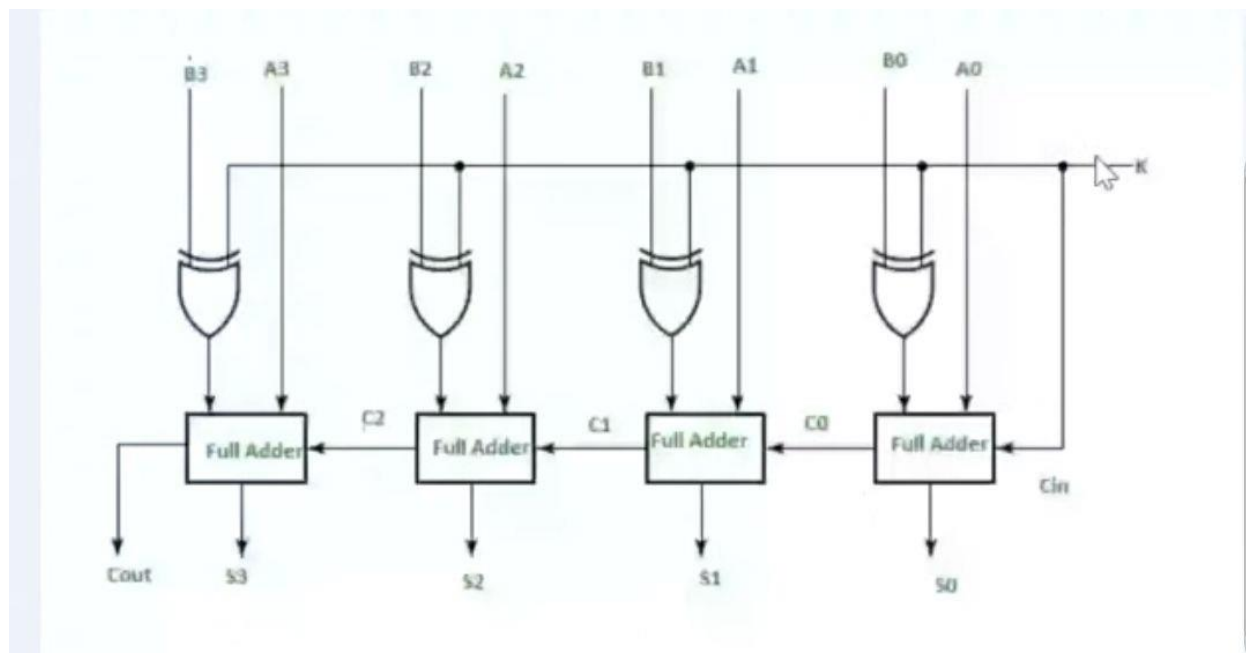 B3 A3 B2 A2 B1 A1 B0 A0
K
C2 C1 C0
Full Adder Full Adder Full Adder Full Adder
Cin
Cout S3 S2 S1 S0